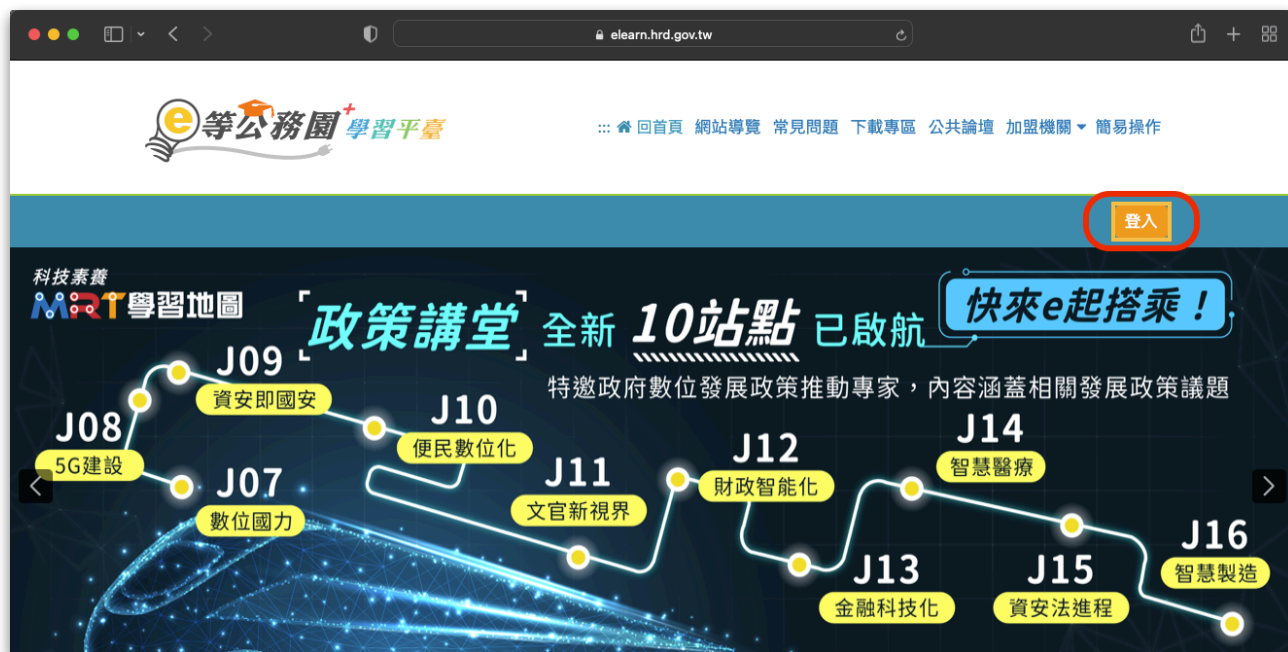 elearn.hrd.gov.tw
e等公務園+學習平臺
::: 回首頁 網站導覽 常見問題 下載專區 公共論壇 加盟機關 簡易操作
登入
科技素養
MRT學習地圖
「政策講堂」全新 10站點 已啟航 快來e起搭乘!
特邀政府數位發展政策推動專家,內容涵蓋相關發展政策議題
J08
5G建設
J09
資安即國安
J07
數位國力
J10
便民數位化
J11
文官新視界
J12
財政智能化
J13
金融科技化
J14
智慧醫療
J15
資安法進程
J16
智慧製造